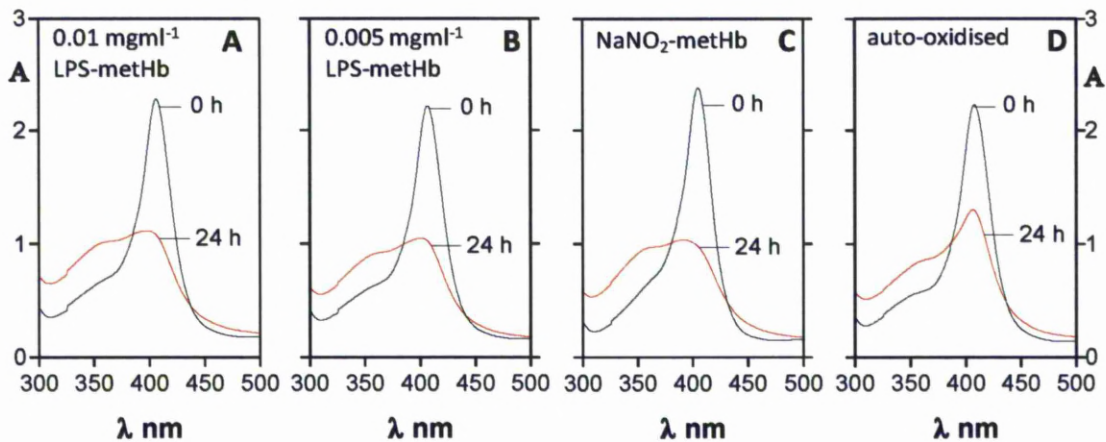 3
0.01 mgml⁻¹ A
LPS-metHb
A
2
1
0
0 h
24 h
300 350 400 450 500
λ nm
0.005 mgml⁻¹ B
LPS-metHb
0 h
24 h
300 350 400 450 500
λ nm
NaNO₂-metHb C
0 h
24 h
300 350 400 450 500
λ nm
auto-oxidised D
0 h
24 h
300 350 400 450 500
λ nm
3
A
2
1
0